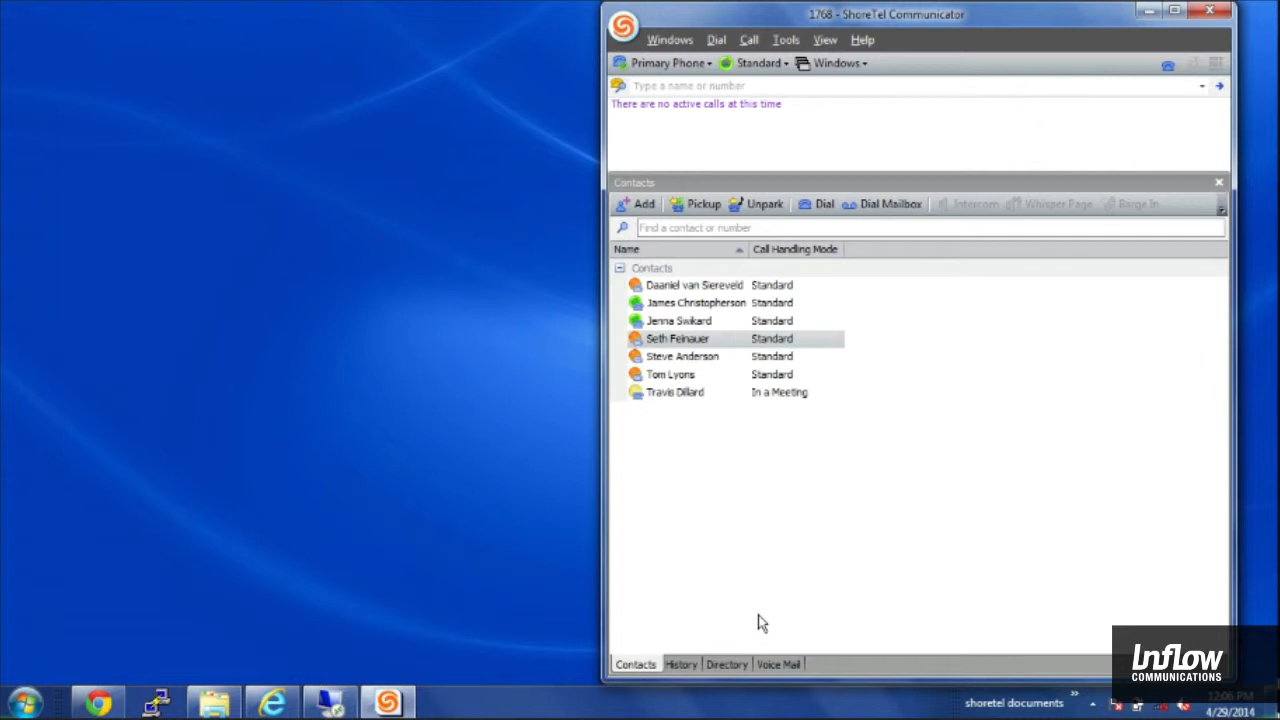 1768 - ShoreTel Communicator
Windows Dial Call Tools View Help
Primary Phone Standard Windows
Type a name or number
There are no active calls at this time
Contacts
Add Pickup Unpark Dial Dial Mailbox Intercom Whisper Page Barge In
Find a contact or number
Name Call Handling Mode
Contacts
Daaniel van Siereveld Standard
James Christopherson Standard
Jenna Swikard Standard
Seth Feinauer Standard
Steve Anderson Standard
Tom Lyons Standard
Travis Dillard In a Meeting
Contacts History Directory Voice Mail
Inflow
COMMUNICATIONS
shoretel documents
12:06 PM
4/29/2014